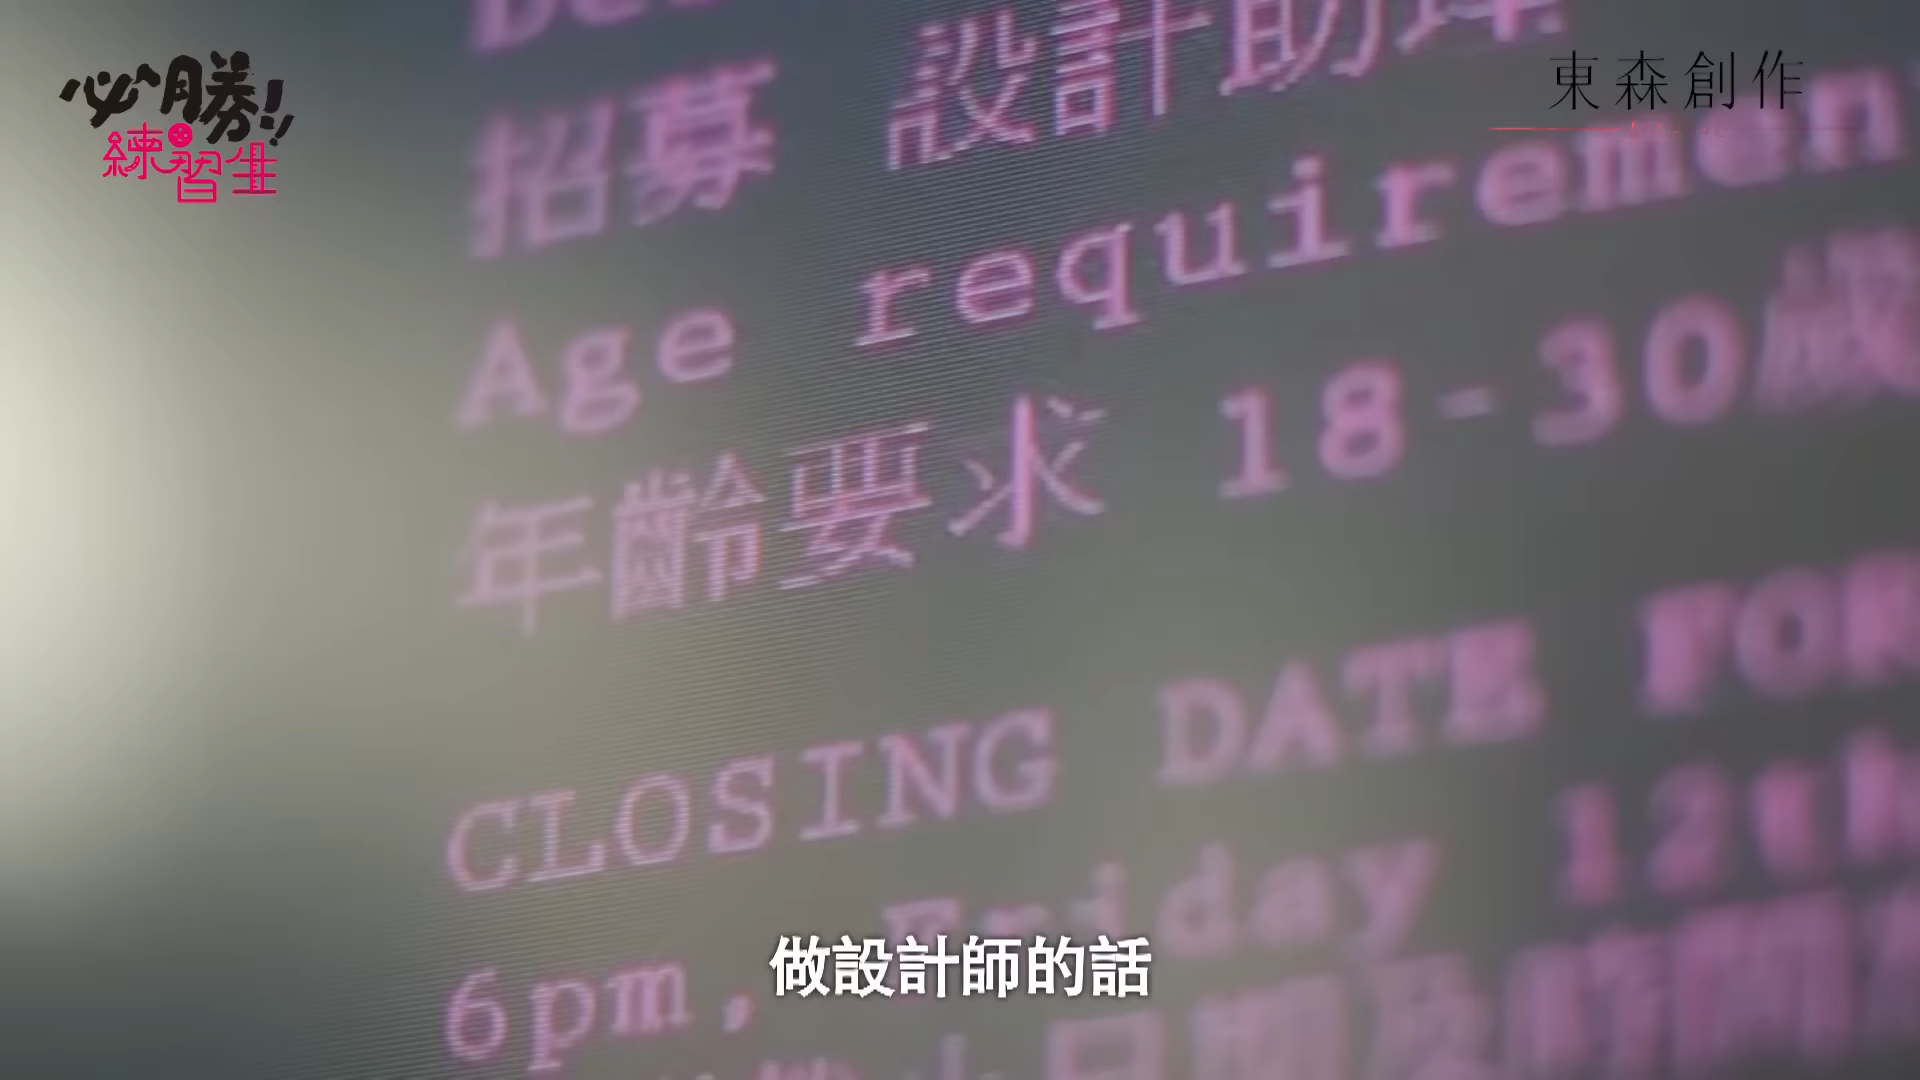 必勝!!
練習生
東森創作
招募 設計助理
Age requirement
年齡要求 18-30歲
CLOSING DATE FOR
6pm, Friday 12th
做設計師的話